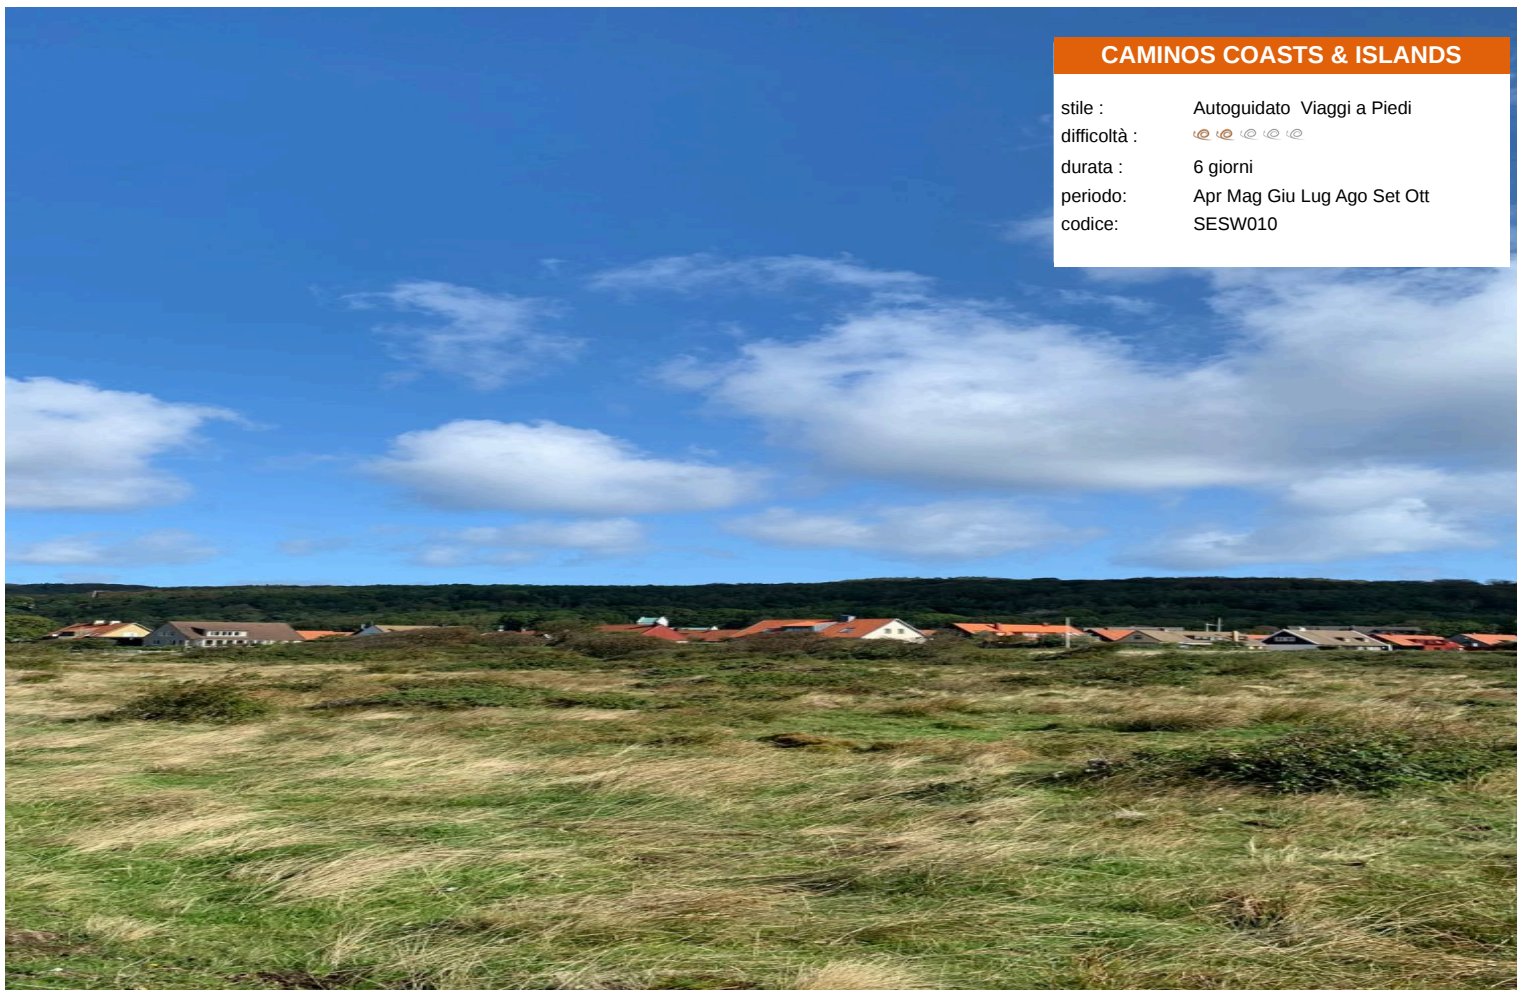 CAMINOS COASTS & ISLANDS
stile : Autoguidato Viaggi a Piedi
difficoltà :
durata : 6 giorni
periodo: Apr Mag Giu Lug Ago Set Ott
codice: SESW010